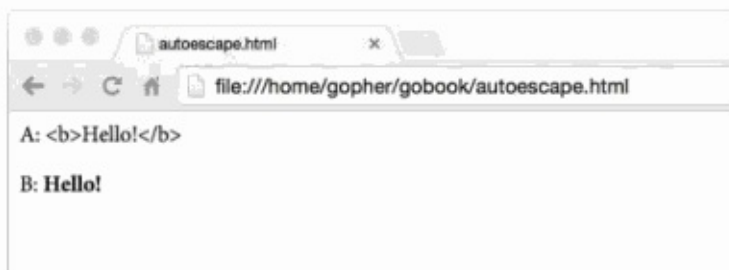 autoescape.html
file:///home/gopher/gobook/autoescape.html
A: <b>Hello!</b>
B: Hello!